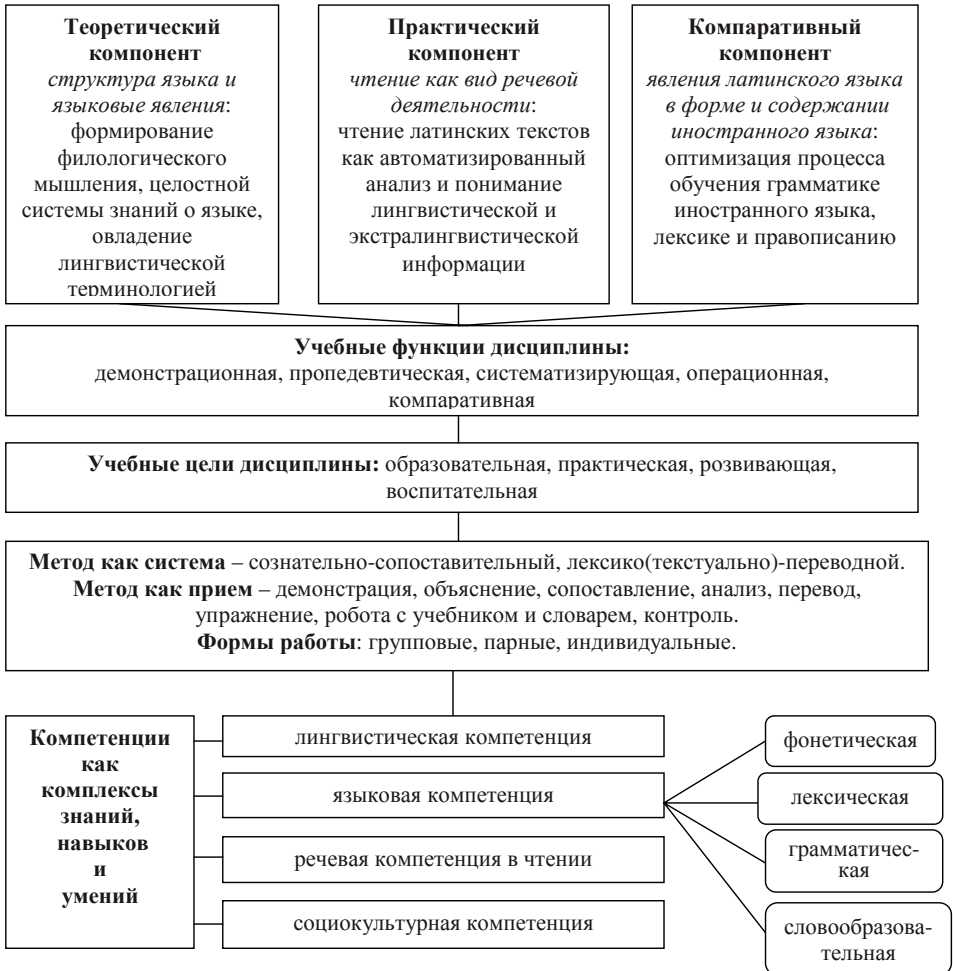 Теоретический
компонент
структура языка и
языковые явления:
формирование
филологического
мышления, целостной
системы знаний о языке,
овладение
лингвистической
терминологией
Практический
компонент
чтение как вид речевой
деятельности:
чтение латинских текстов
как автоматизированный
анализ и понимание
лингвистической и
экстралингвистической
информации
Компаративный
компонент
явления латинского языка
в форме и содержании
иностранного языка:
оптимизация процесса
обучения грамматике
иностранного языка,
лексике и правописанию
Учебные функции дисциплины:
демонстрационная, пропедевтическая, систематизирующая, операционная,
компаративная
Учебные цели дисциплины: образовательная, практическая, розвивающая,
воспитательная
Метод как система – сознательно-сопоставительный, лексико(текстуально)-переводной.
Метод как прием – демонстрация, объяснение, сопоставление, анализ, перевод,
упражнение, робота с учебником и словарем, контроль.
Формы работы: групповые, парные, индивидуальные.
Компетенции
как
комплексы
знаний,
навыков
и
умений
лингвистическая компетенция
языковая компетенция
речевая компетенция в чтении
социокультурная компетенция
фонетическая
лексическая
грамматичес-
кая
словообразова-
тельная